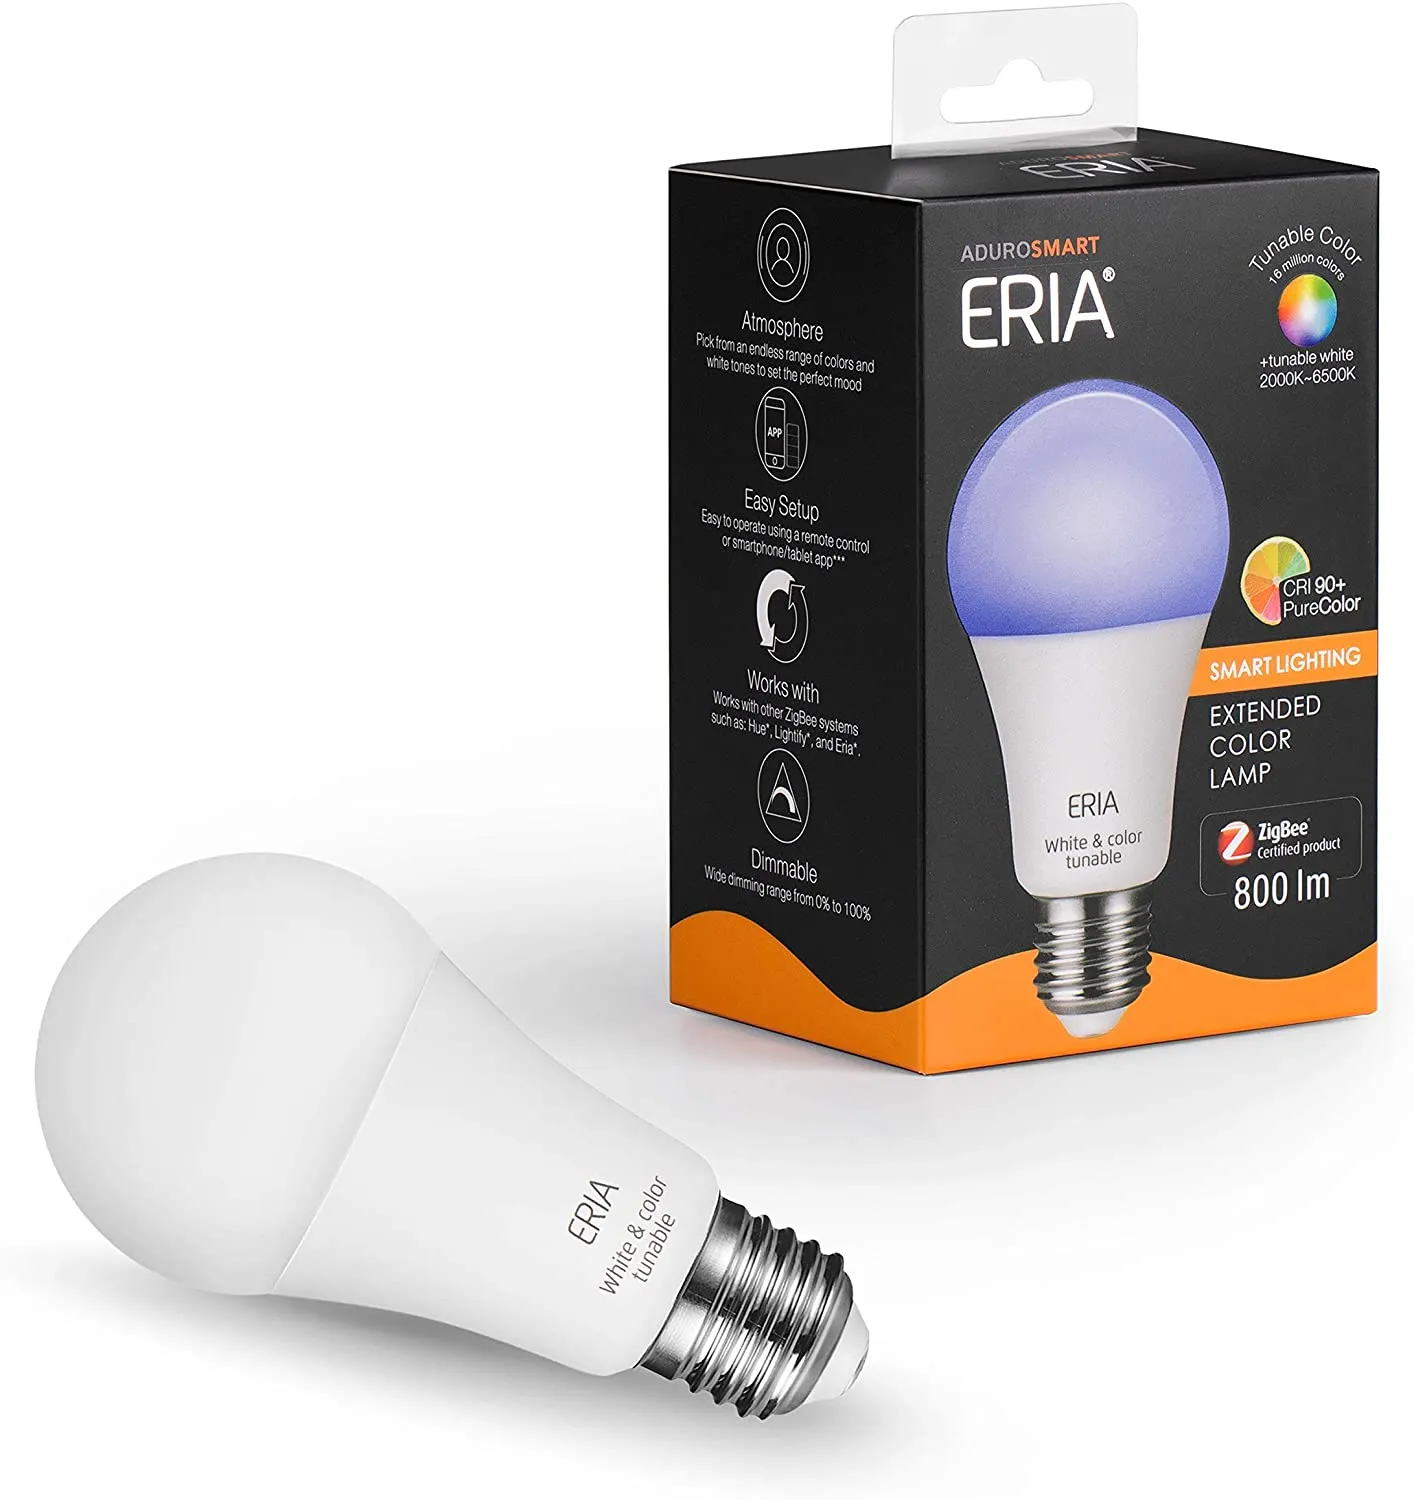 ADUROSMART
ERIA®
Atmosphere
Pick from an endless range of colors and
white tones to set the perfect mood
APP
Easy Setup
Easy to operate using a remote control
or smartphone/tablet app***
Works with
Works with other ZigBee systems
such as: Hue*, Lightify*, and Eria*.
Dimmable
Wide dimming range from 0% to 100%
ADUROSMART
ERIA®
Tunable Color
16 million colors
+tunable white
2000K~6500K
CRI 90+
PureColor
SMART LIGHTING
EXTENDED
COLOR
LAMP
ZigBee®
Certified product
800 lm
ERIA
White & color
tunable
ERIA
White & color
tunable